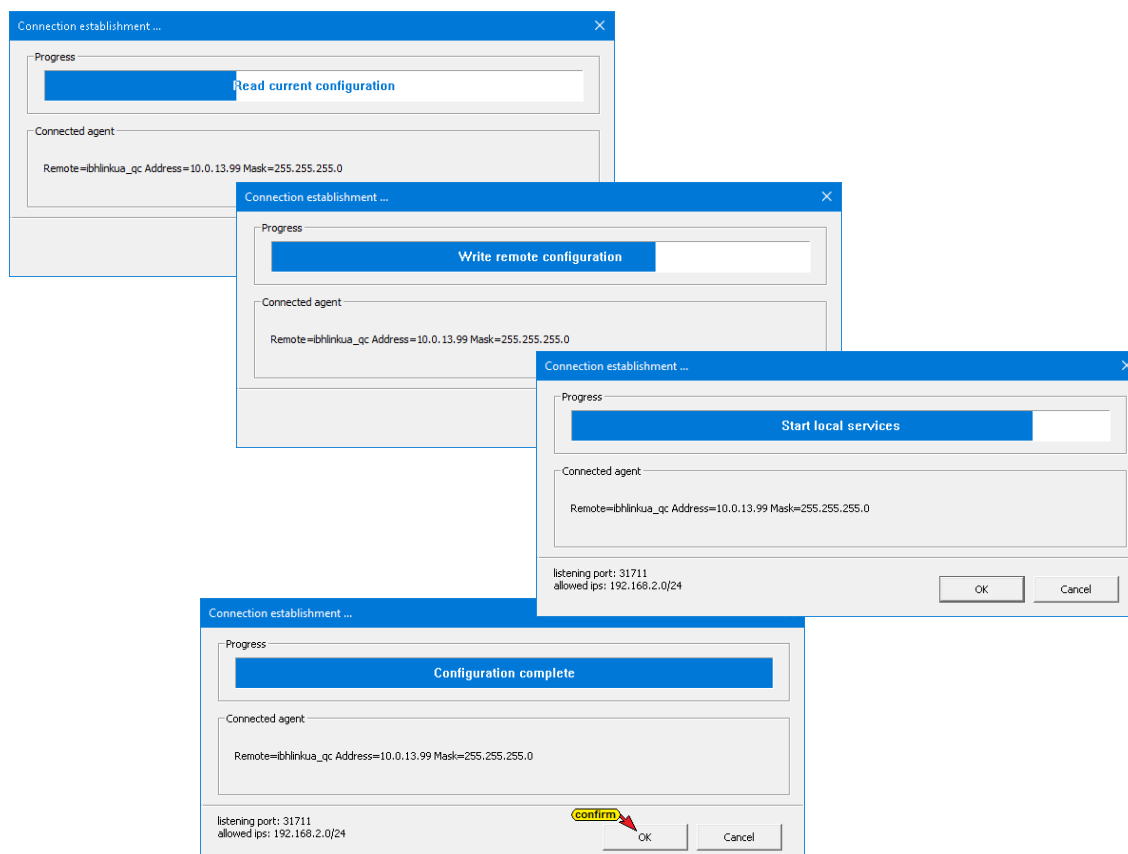 Connection establishment ...
Progress
Read current configuration
Connected agent
Remote=ibhlinkua_qc Address=10.0.13.99 Mask=255.255.255.0
Connection establishment ...
Progress
Write remote configuration
Connected agent
Remote=ibhlinkua_qc Address=10.0.13.99 Mask=255.255.255.0
Connection establishment ...
Progress
Start local services
Connected agent
Remote=ibhlinkua_qc Address=10.0.13.99 Mask=255.255.255.0
listening port: 31711
allowed ips: 192.168.2.0/24
OK
Cancel
Connection establishment ...
Progress
Configuration complete
Connected agent
Remote=ibhlinkua_qc Address=10.0.13.99 Mask=255.255.255.0
listening port: 31711
allowed ips: 192.168.2.0/24
confirm
OK
Cancel